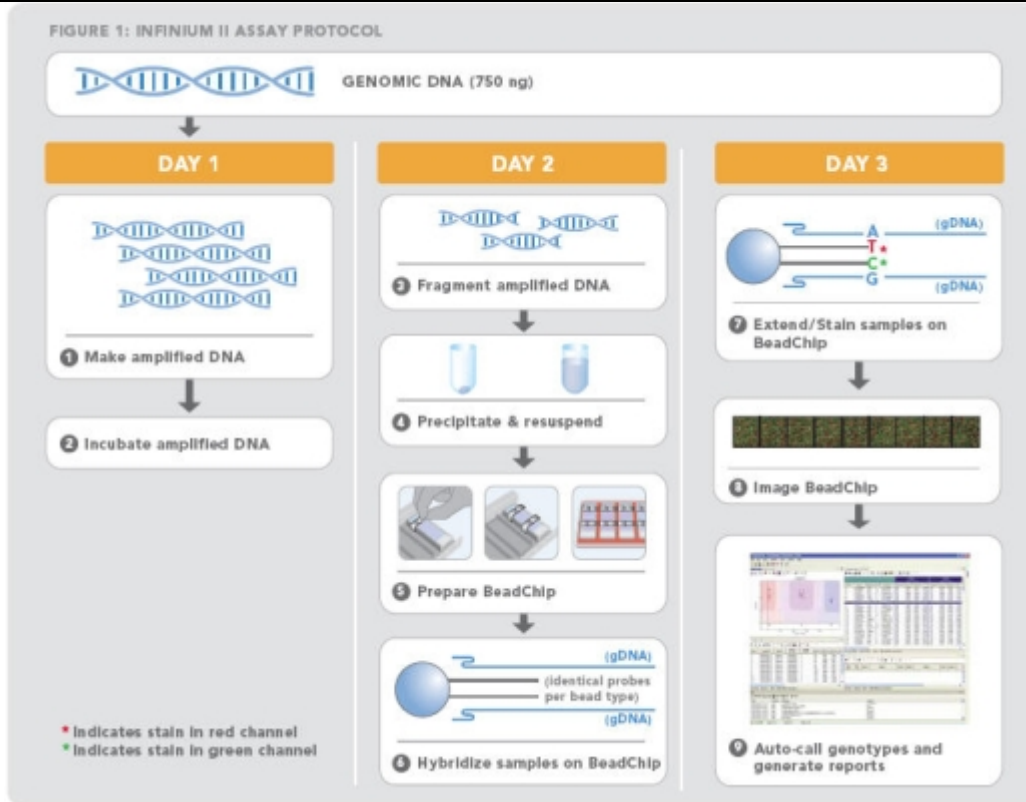 FIGURE 1: INFINIUM II ASSAY PROTOCOL
GENOMIC DNA (750 ng)
DAY 1
1 Make amplified DNA
2 Incubate amplified DNA
* Indicates stain in red channel
* Indicates stain in green channel
DAY 2
3 Fragment amplified DNA
4 Precipitate & resuspend
5 Prepare BeadChip
(gDNA)
(identical probes
per bead type)
(gDNA)
6 Hybridize samples on BeadChip
DAY 3
A (gDNA)
T*
C*
G (gDNA)
7 Extend/Stain samples on
BeadChip
8 Image BeadChip
9 Auto-call genotypes and
generate reports